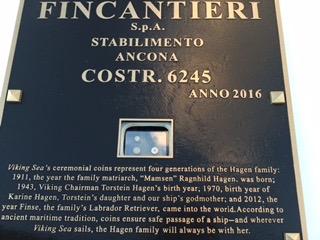 FINCANTIERI
S.p.A.
STABILIMENTO
ANCONA
COSTR. 6245
ANNO 2016
Viking Sea's ceremonial coins represent four generations of the Hagen family:
1911, the year the family matriarch, "Mamsen" Ragnhild Hagen, was born;
1943, Viking Chairman Torstein Hagen's birth year; 1970, birth year of
Karine Hagen, Torstein's daughter and our ship's godmother; and 2012, the
year Finse, the family's Labrador Retriever, came into the world. According to
ancient maritime tradition, coins ensure safe passage of a ship—and wherever
Viking Sea sails, the Hagen family will always be with her.